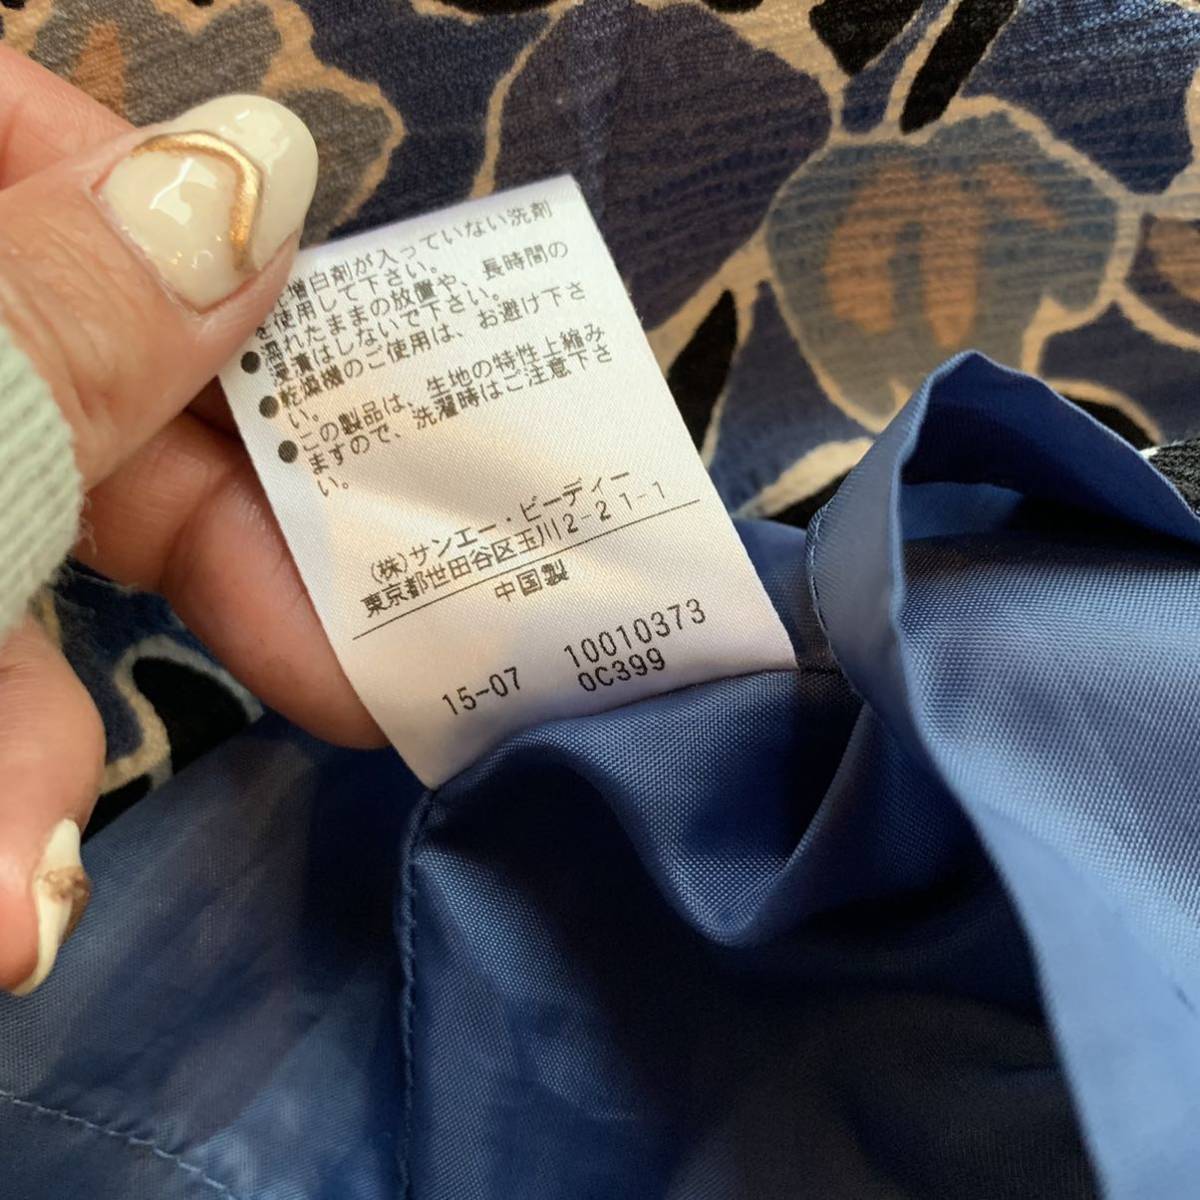 増白剤が入っていない洗剤
を使用して下さい。
濡れたままの放置や、長時間の
浸漬はしないで下さい。
●乾燥機のご使用は、お避け下さ
い。
●この製品は、生地の特性上縮み
ますので、洗濯時はご注意下さ
い。
(株)サンエー・ビーディー
東京都世田谷区玉川2-21-1
中国製
10010373
15-07 0C399